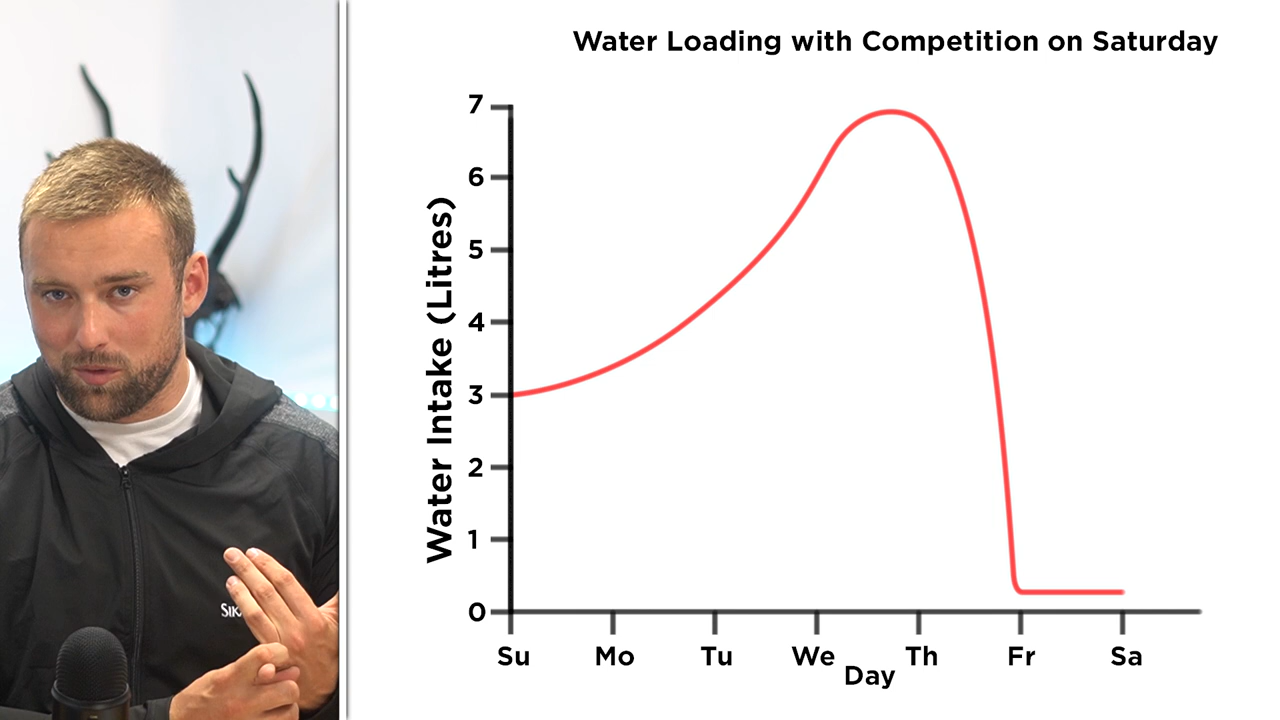 Water Loading with Competition on Saturday
Water Intake (Litres)
7
6
5
4
3
2
1
0
Su Mo Tu We Th Fr Sa
Day